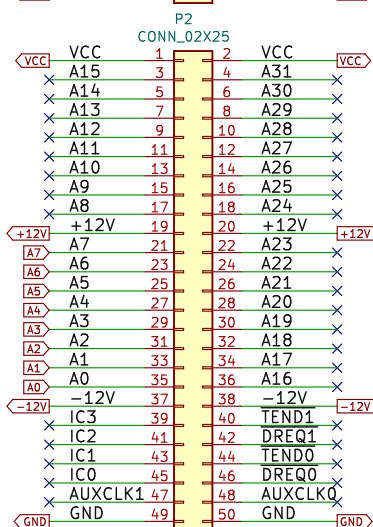 P2
CONN_02X25
VCC VCC 1 2 VCC VCC
A15 3 4 A31
A14 5 6 A30
A13 7 8 A29
A12 9 10 A28
A11 11 12 A27
A10 13 14 A26
A9 15 16 A25
A8 17 18 A24
+12V +12V 19 20 +12V +12V
A7 A7 21 22 A23
A6 A6 23 24 A22
A5 A5 25 26 A21
A4 A4 27 28 A20
A3 A3 29 30 A19
A2 A2 31 32 A18
A1 A1 33 34 A17
A0 A0 35 36 A16
-12V -12V 37 38 -12V -12V
IC3 39 40 TEND1
IC2 41 42 DREQ1
IC1 43 44 TEND0
IC0 45 46 DREQ0
AUXCLK1 47 48 AUXCLK0
GND GND 49 50 GND GND